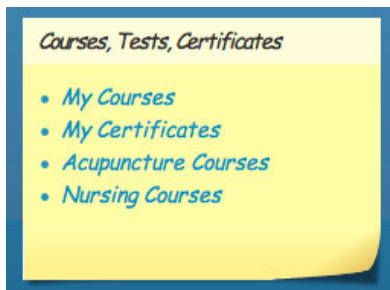 Courses, Tests, Certificates
My Courses
My Certificates
Acupuncture Courses
Nursing Courses